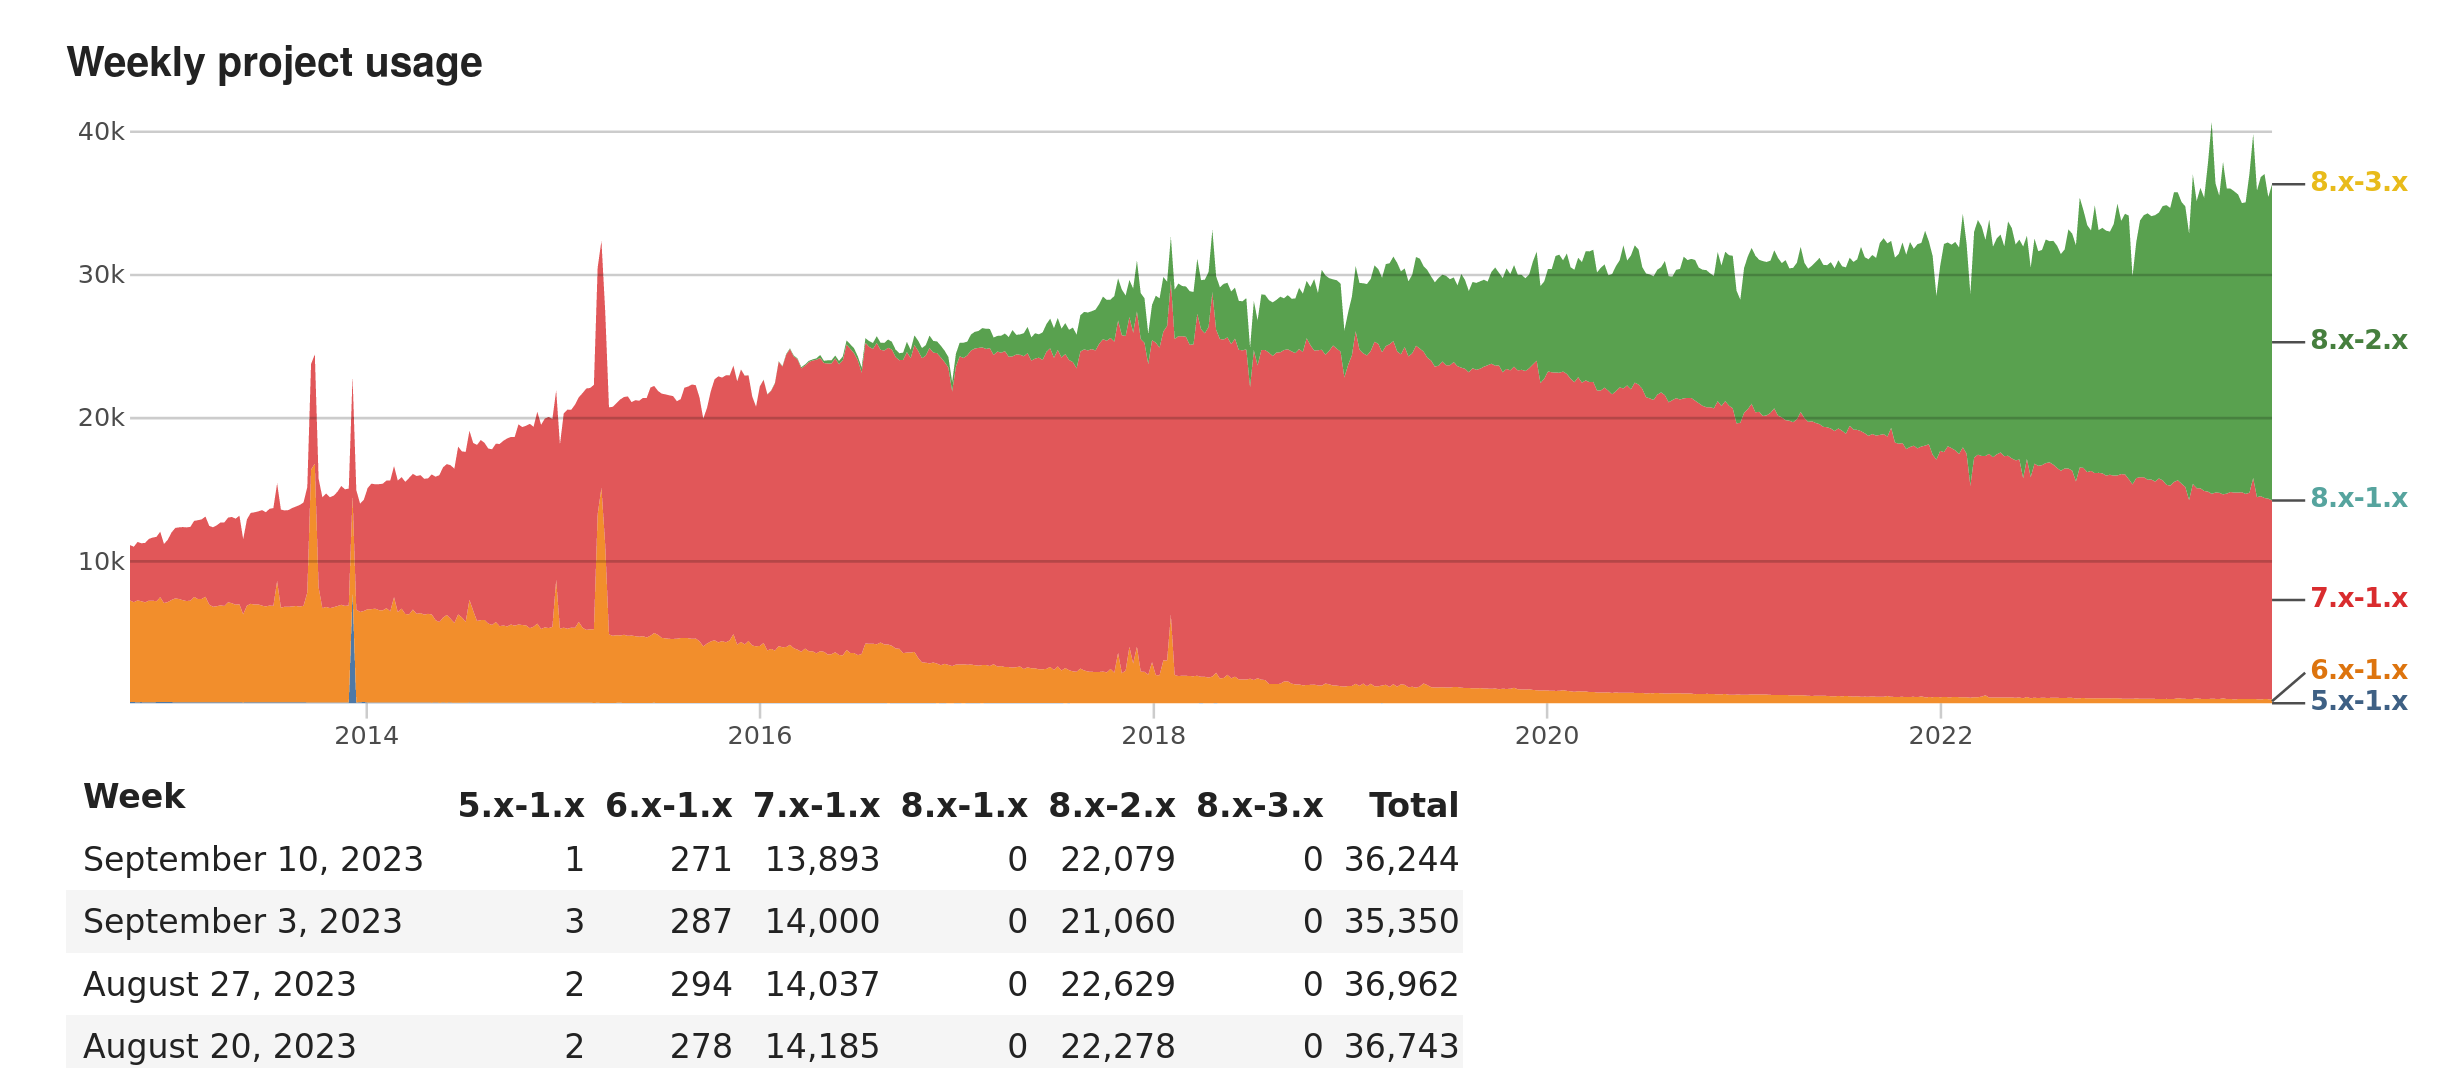 Weekly project usage
40k
30k
20k
10k
8.x-3.x
8.x-2.x
8.x-1.x
7.x-1.x
6.x-1.x
5.x-1.x
2014 2016 2018 2020 2022
Week 5.x-1.x 6.x-1.x 7.x-1.x 8.x-1.x 8.x-2.x 8.x-3.x Total
September 10, 2023 1 271 13,893 0 22,079 0 36,244
September 3, 2023 3 287 14,000 0 21,060 0 35,350
August 27, 2023 2 294 14,037 0 22,629 0 36,962
August 20, 2023 2 278 14,185 0 22,278 0 36,743